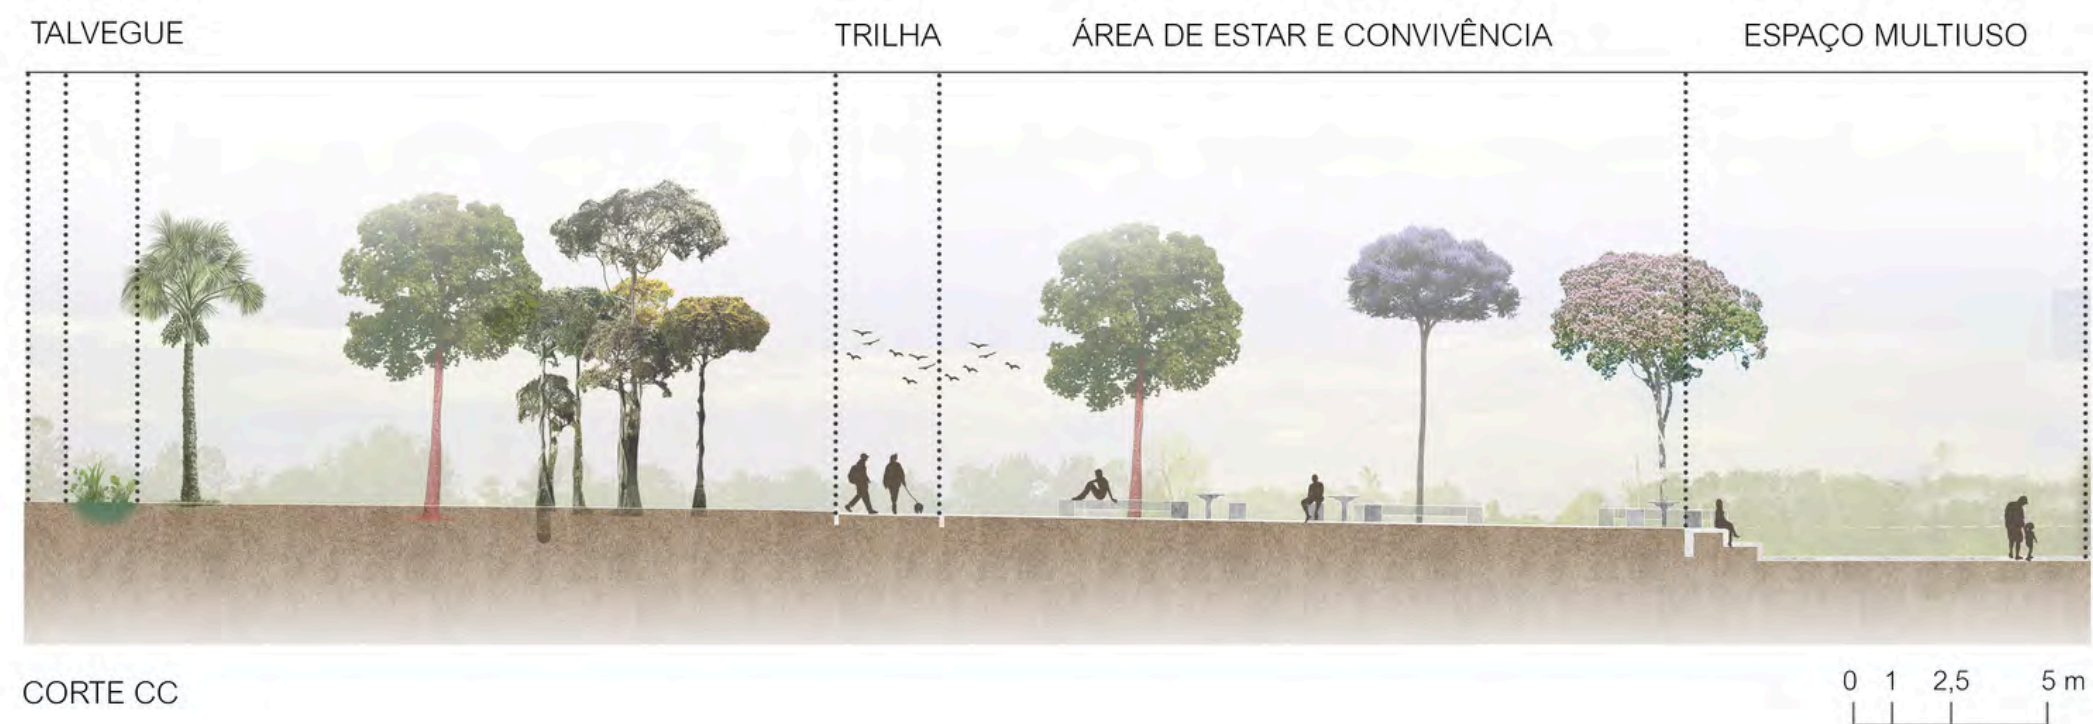 TALVEGUE TRILHA ÁREA DE ESTAR E CONVIVÊNCIA ESPAÇO MULTIUSO
CORTE CC
0 1 2,5 5 m